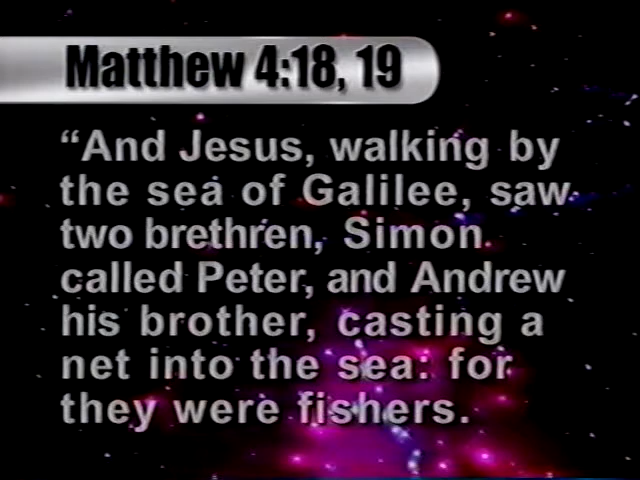 Matthew 4:18, 19
“And Jesus, walking by
the sea of Galilee, saw
two brethren, Simon
called Peter, and Andrew
his brother, casting a
net into the sea: for
they were fishers.